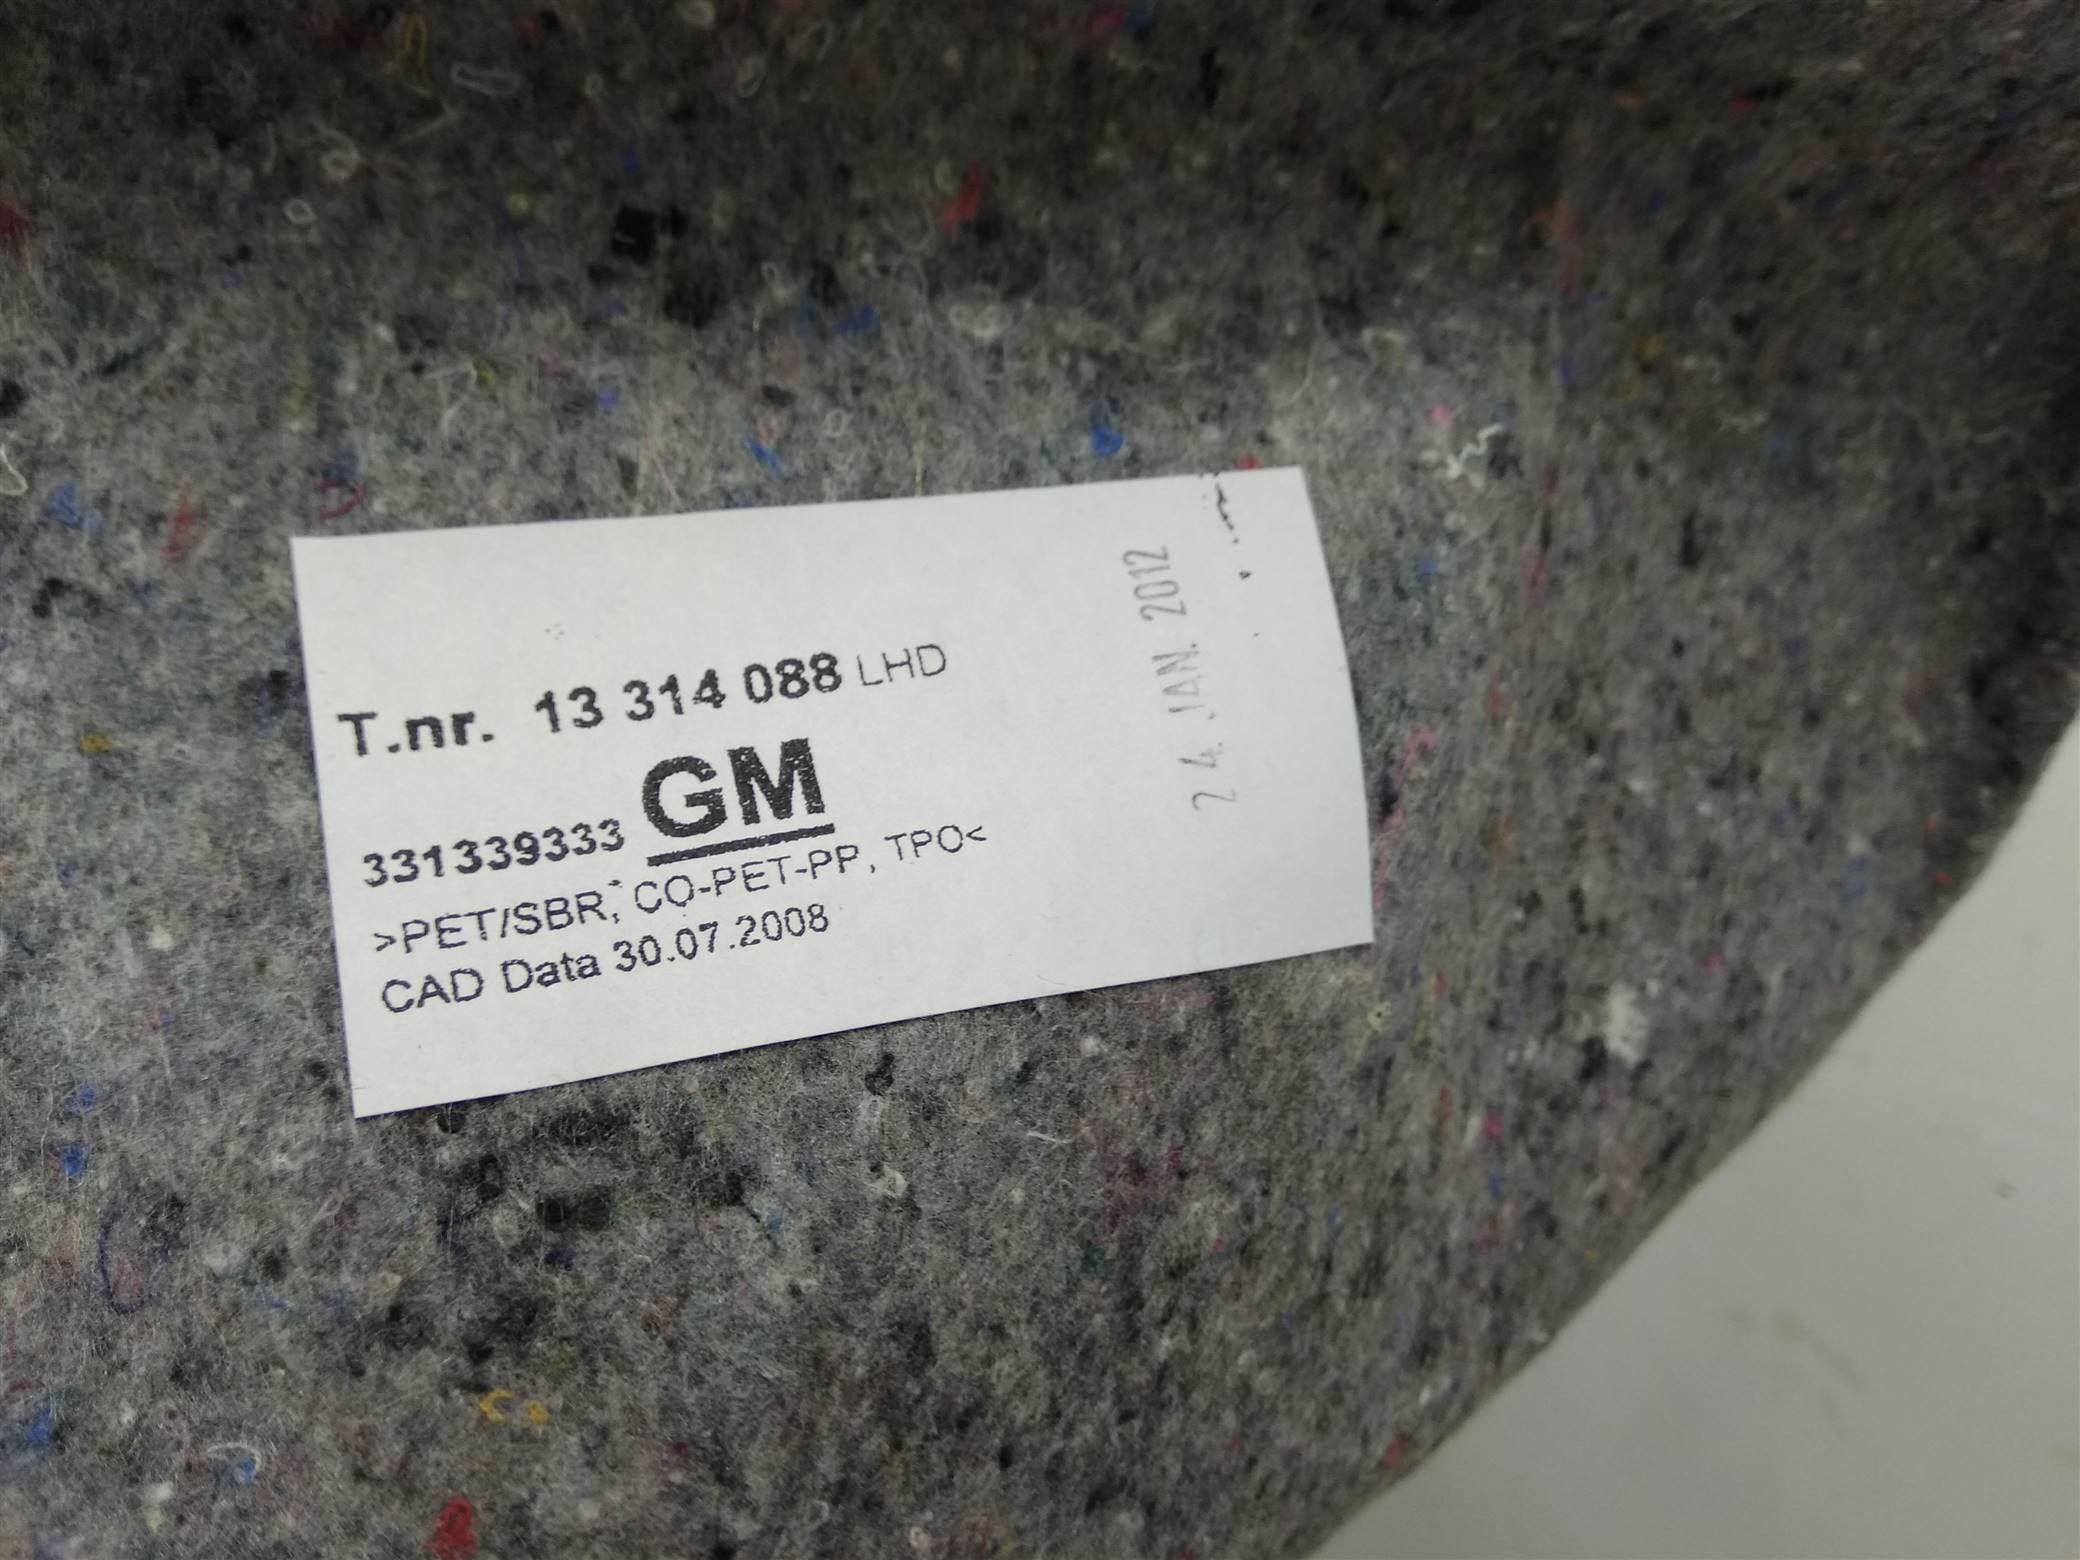 T.nr. 13 314 088 LHD
331339333 GM
>PET/SBR; CO-PET-PP, TPO<
CAD Data 30.07.2008
24. JAN. 2012